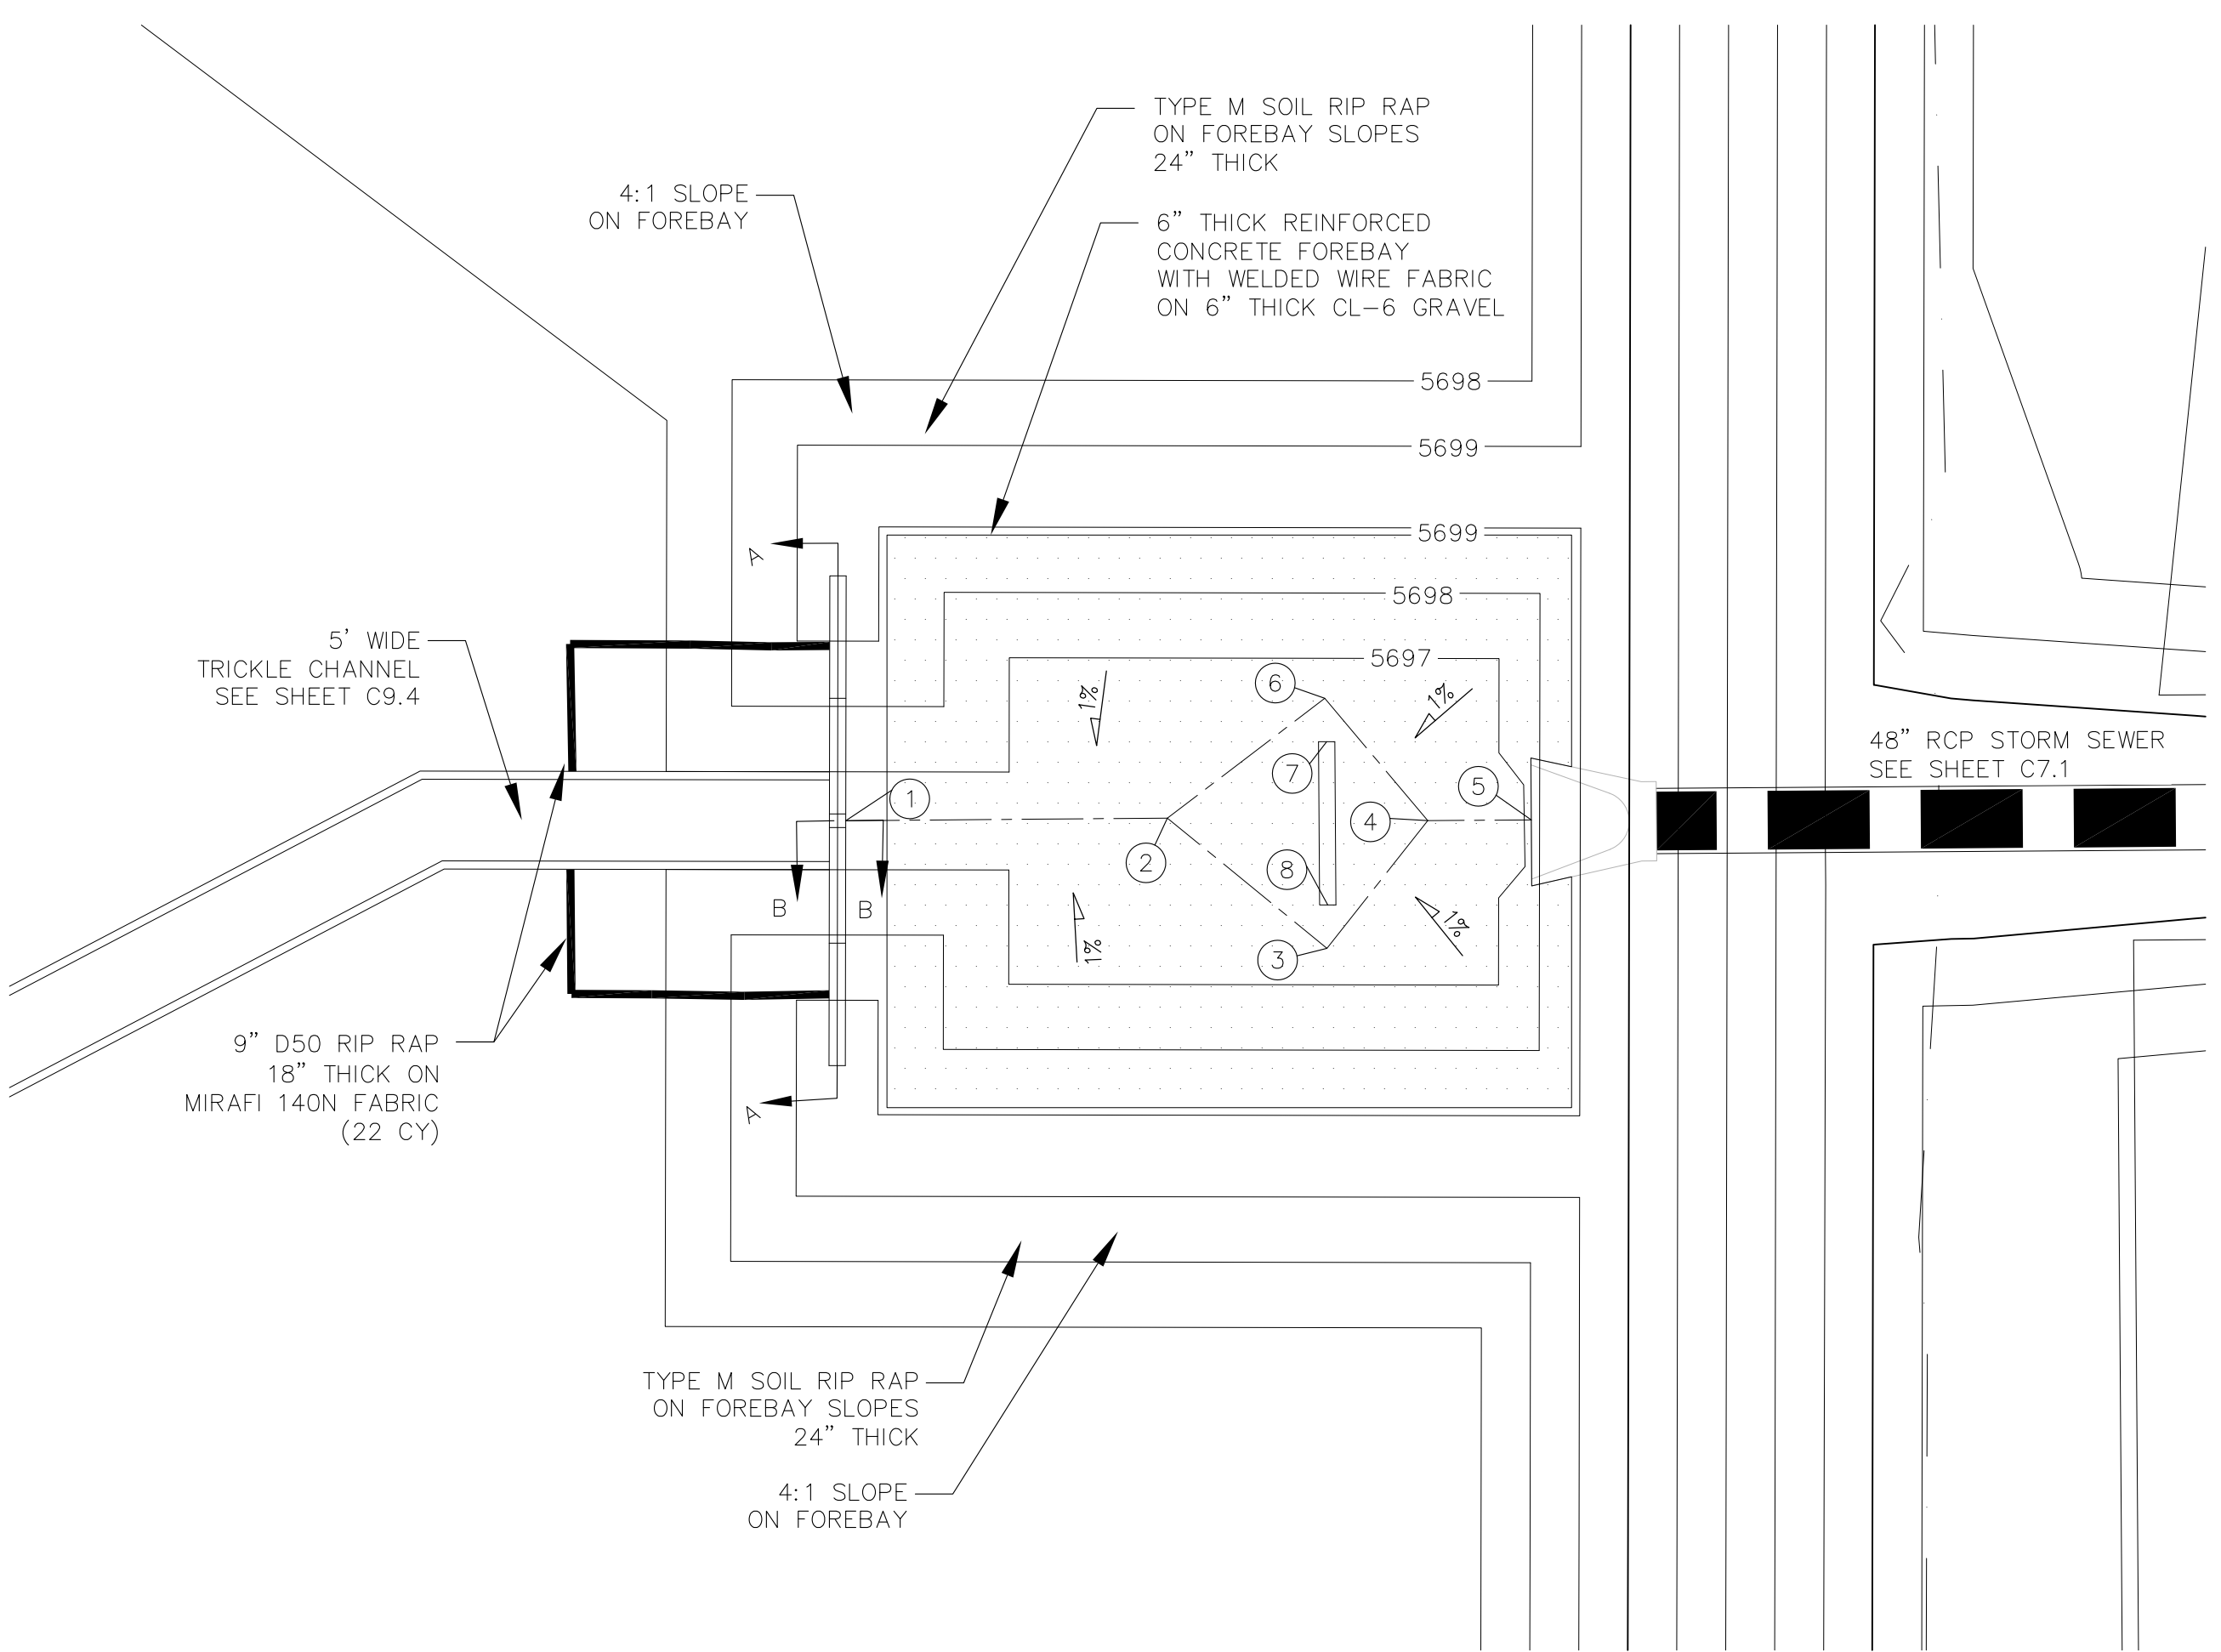 TYPE M SOIL RIP RAP
ON FOREBAY SLOPES
24” THICK
4:1 SLOPE
ON FOREBAY
6” THICK REINFORCED
CONCRETE FOREBAY
WITH WELDED WIRE FABRIC
ON 6” THICK CL-6 GRAVEL
5698
5699
5699
A
5698
5’ WIDE
TRICKLE CHANNEL
SEE SHEET C9.4
5697
6
1%
1%
48” RCP STORM SEWER
SEE SHEET C7.1
7
5
1
4
2
8
B
B
1%
1%
3
9” D50 RIP RAP
18” THICK ON
MIRAFI 140N FABRIC
(22 CY)
A
TYPE M SOIL RIP RAP
ON FOREBAY SLOPES
24” THICK
4:1 SLOPE
ON FOREBAY